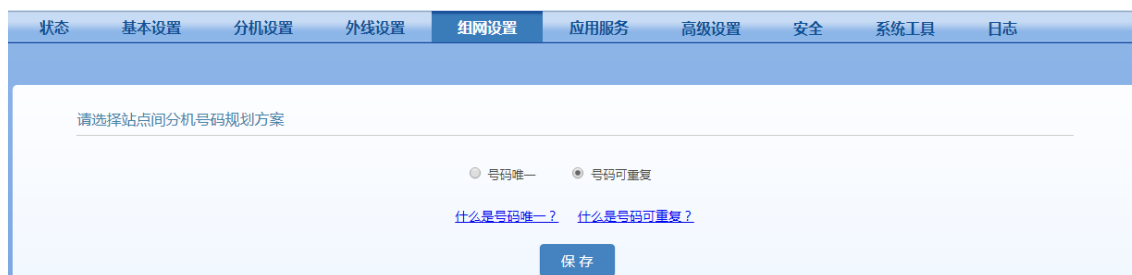 状态 基本设置 分机设置 外线设置 组网设置 应用服务 高级设置 安全 系统工具 日志
请选择站点间分机号码规划方案
号码唯一 号码可重复
什么是号码唯一？ 什么是号码可重复？
保存